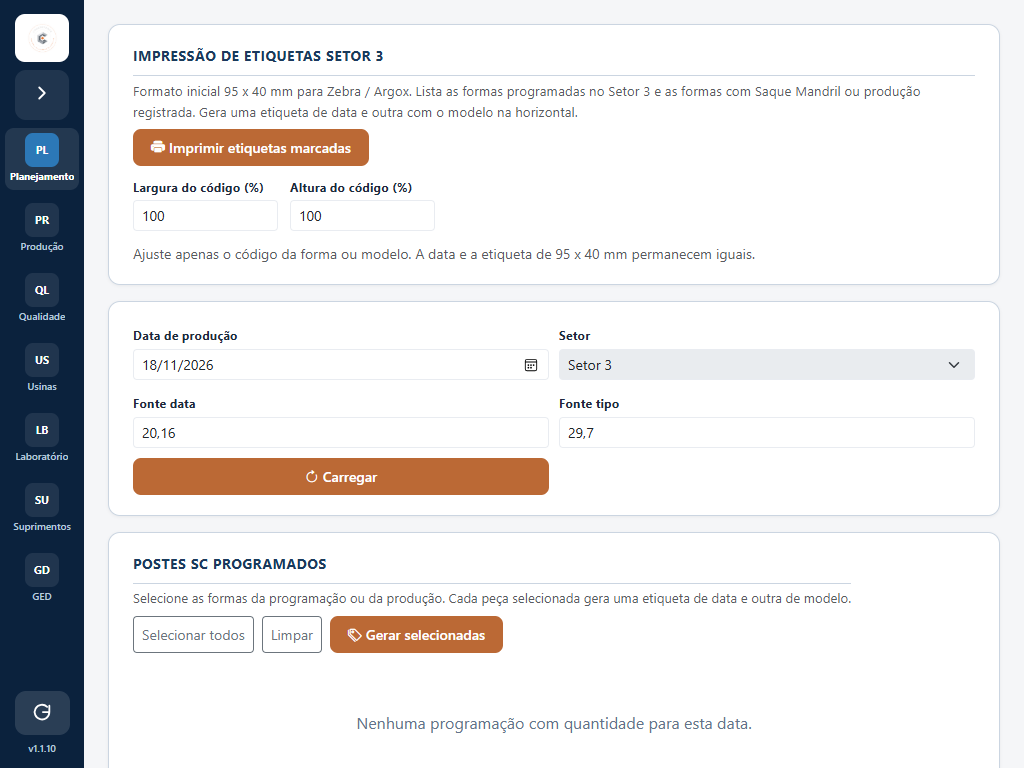 IMPRESSÃO DE ETIQUETAS SETOR 3
Formato inicial 95 x 40 mm para Zebra / Argox. Lista as formas programadas no Setor 3 e as formas com Saque Mandril ou produção
registrada. Gera uma etiqueta de data e outra com o modelo na horizontal.
Imprimir etiquetas marcadas
Largura do código (%)
Altura do código (%)
100
100
Ajuste apenas o código da forma ou modelo. A data e a etiqueta de 95 x 40 mm permanecem iguais.
Data de produção
Setor
18/11/2026
Setor 3
Fonte data
Fonte tipo
20,16
29,7
Carregar
POSTES SC PROGRAMADOS
Selecione as formas da programação ou da produção. Cada peça selecionada gera uma etiqueta de data e outra de modelo.
Selecionar todos
Limpar
Gerar selecionadas
Nenhuma programação com quantidade para esta data.
PL
Planejamento
PR
Produção
QL
Qualidade
US
Usinas
LB
Laboratório
SU
Suprimentos
GD
GED
v1.1.10